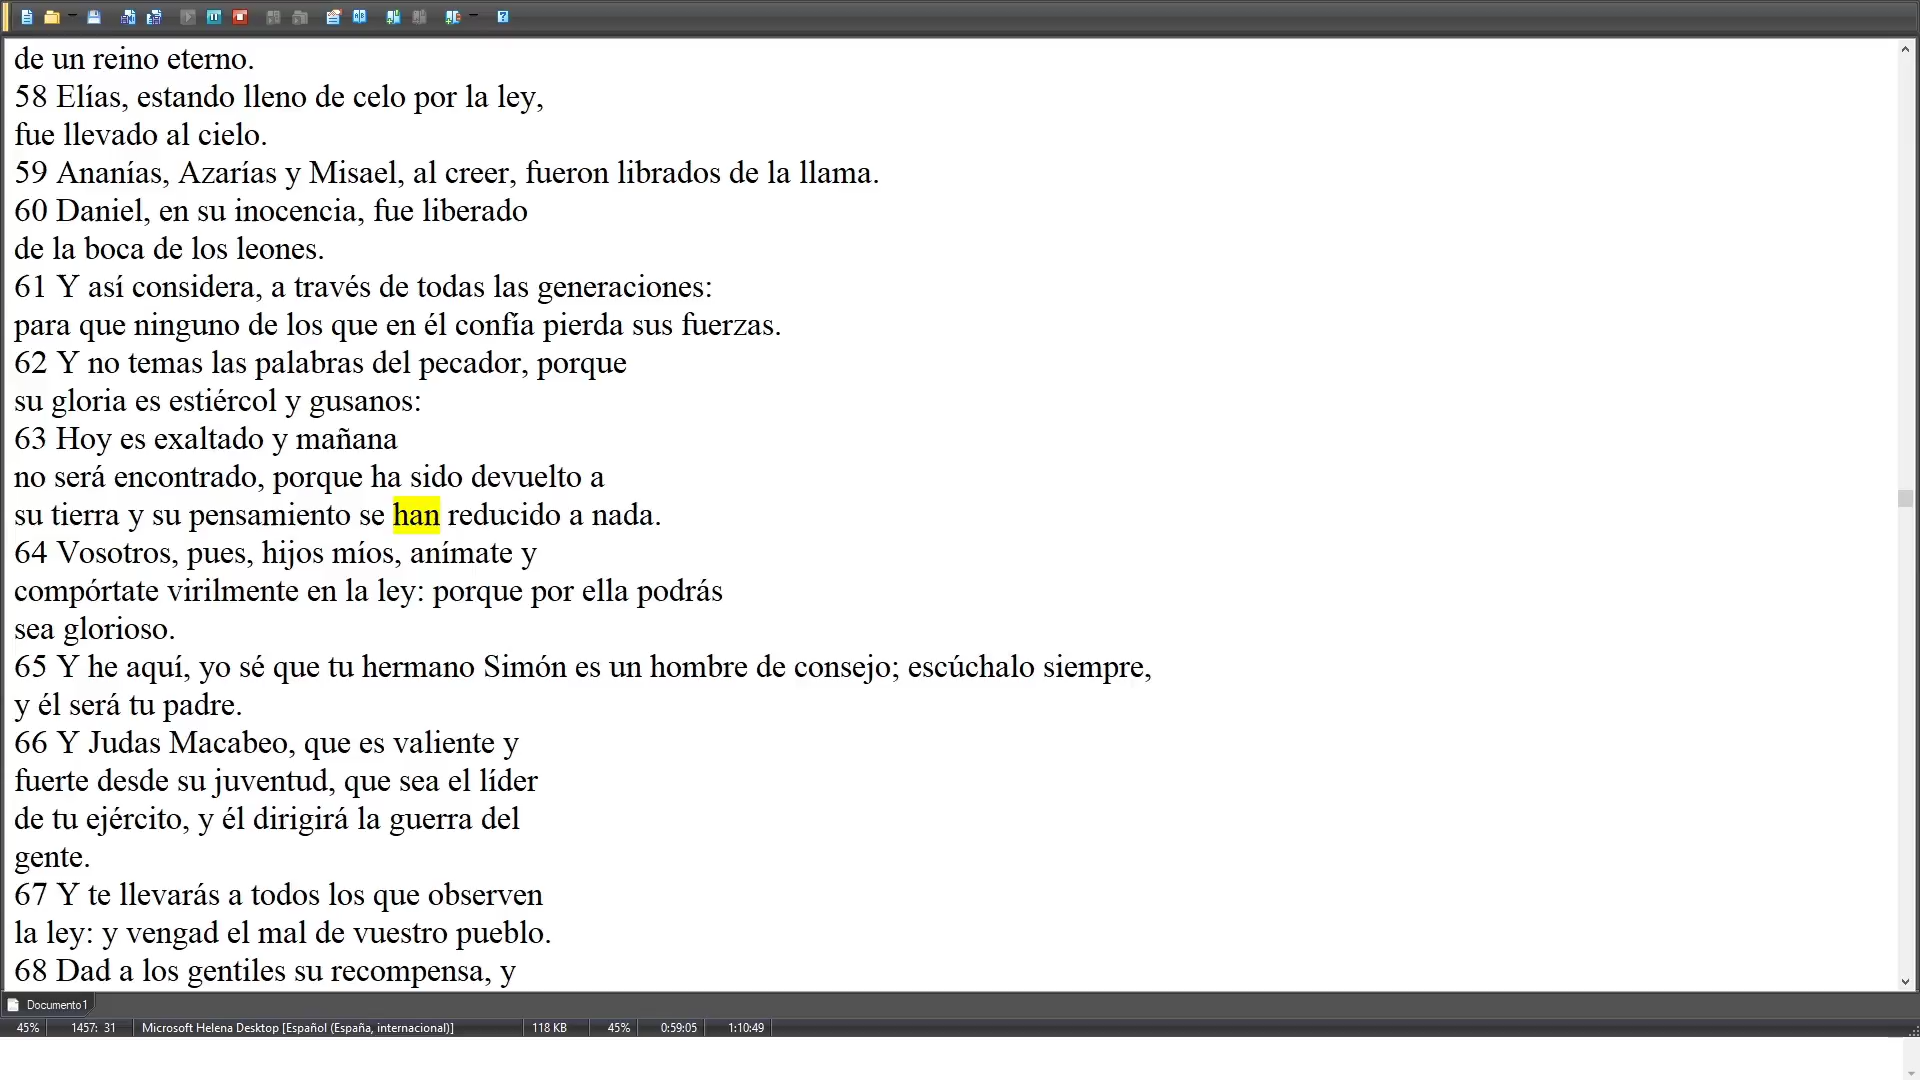 de un reino eterno.
58 Elías, estando lleno de celo por la ley,
fue llevado al cielo.
59 Ananías, Azarías y Misael, al creer, fueron librados de la llama.
60 Daniel, en su inocencia, fue liberado
de la boca de los leones.
61 Y así considera, a través de todas las generaciones:
para que ninguno de los que en él confía pierda sus fuerzas.
62 Y no temas las palabras del pecador, porque
su gloria es estiércol y gusanos:
63 Hoy es exaltado y mañana
no será encontrado, porque ha sido devuelto a
su tierra y su pensamiento se han reducido a nada.
64 Vosotros, pues, hijos míos, anímate y
compórtate virilmente en la ley: porque por ella podrás
sea glorioso.
65 Y he aquí, yo sé que tu hermano Simón es un hombre de consejo; escúchalo siempre,
y él será tu padre.
66 Y Judas Macabeo, que es valiente y
fuerte desde su juventud, que sea el líder
de tu ejército, y él dirigirá la guerra del
gente.
67 Y te llevarás a todos los que observen
la ley: y vengad el mal de vuestro pueblo.
68 Dad a los gentiles su recompensa, y
Documento1
45% 1457: 31 Microsoft Helena Desktop [Español (España, internacional)] 118 KB 45% 0:59:05 1:10:49